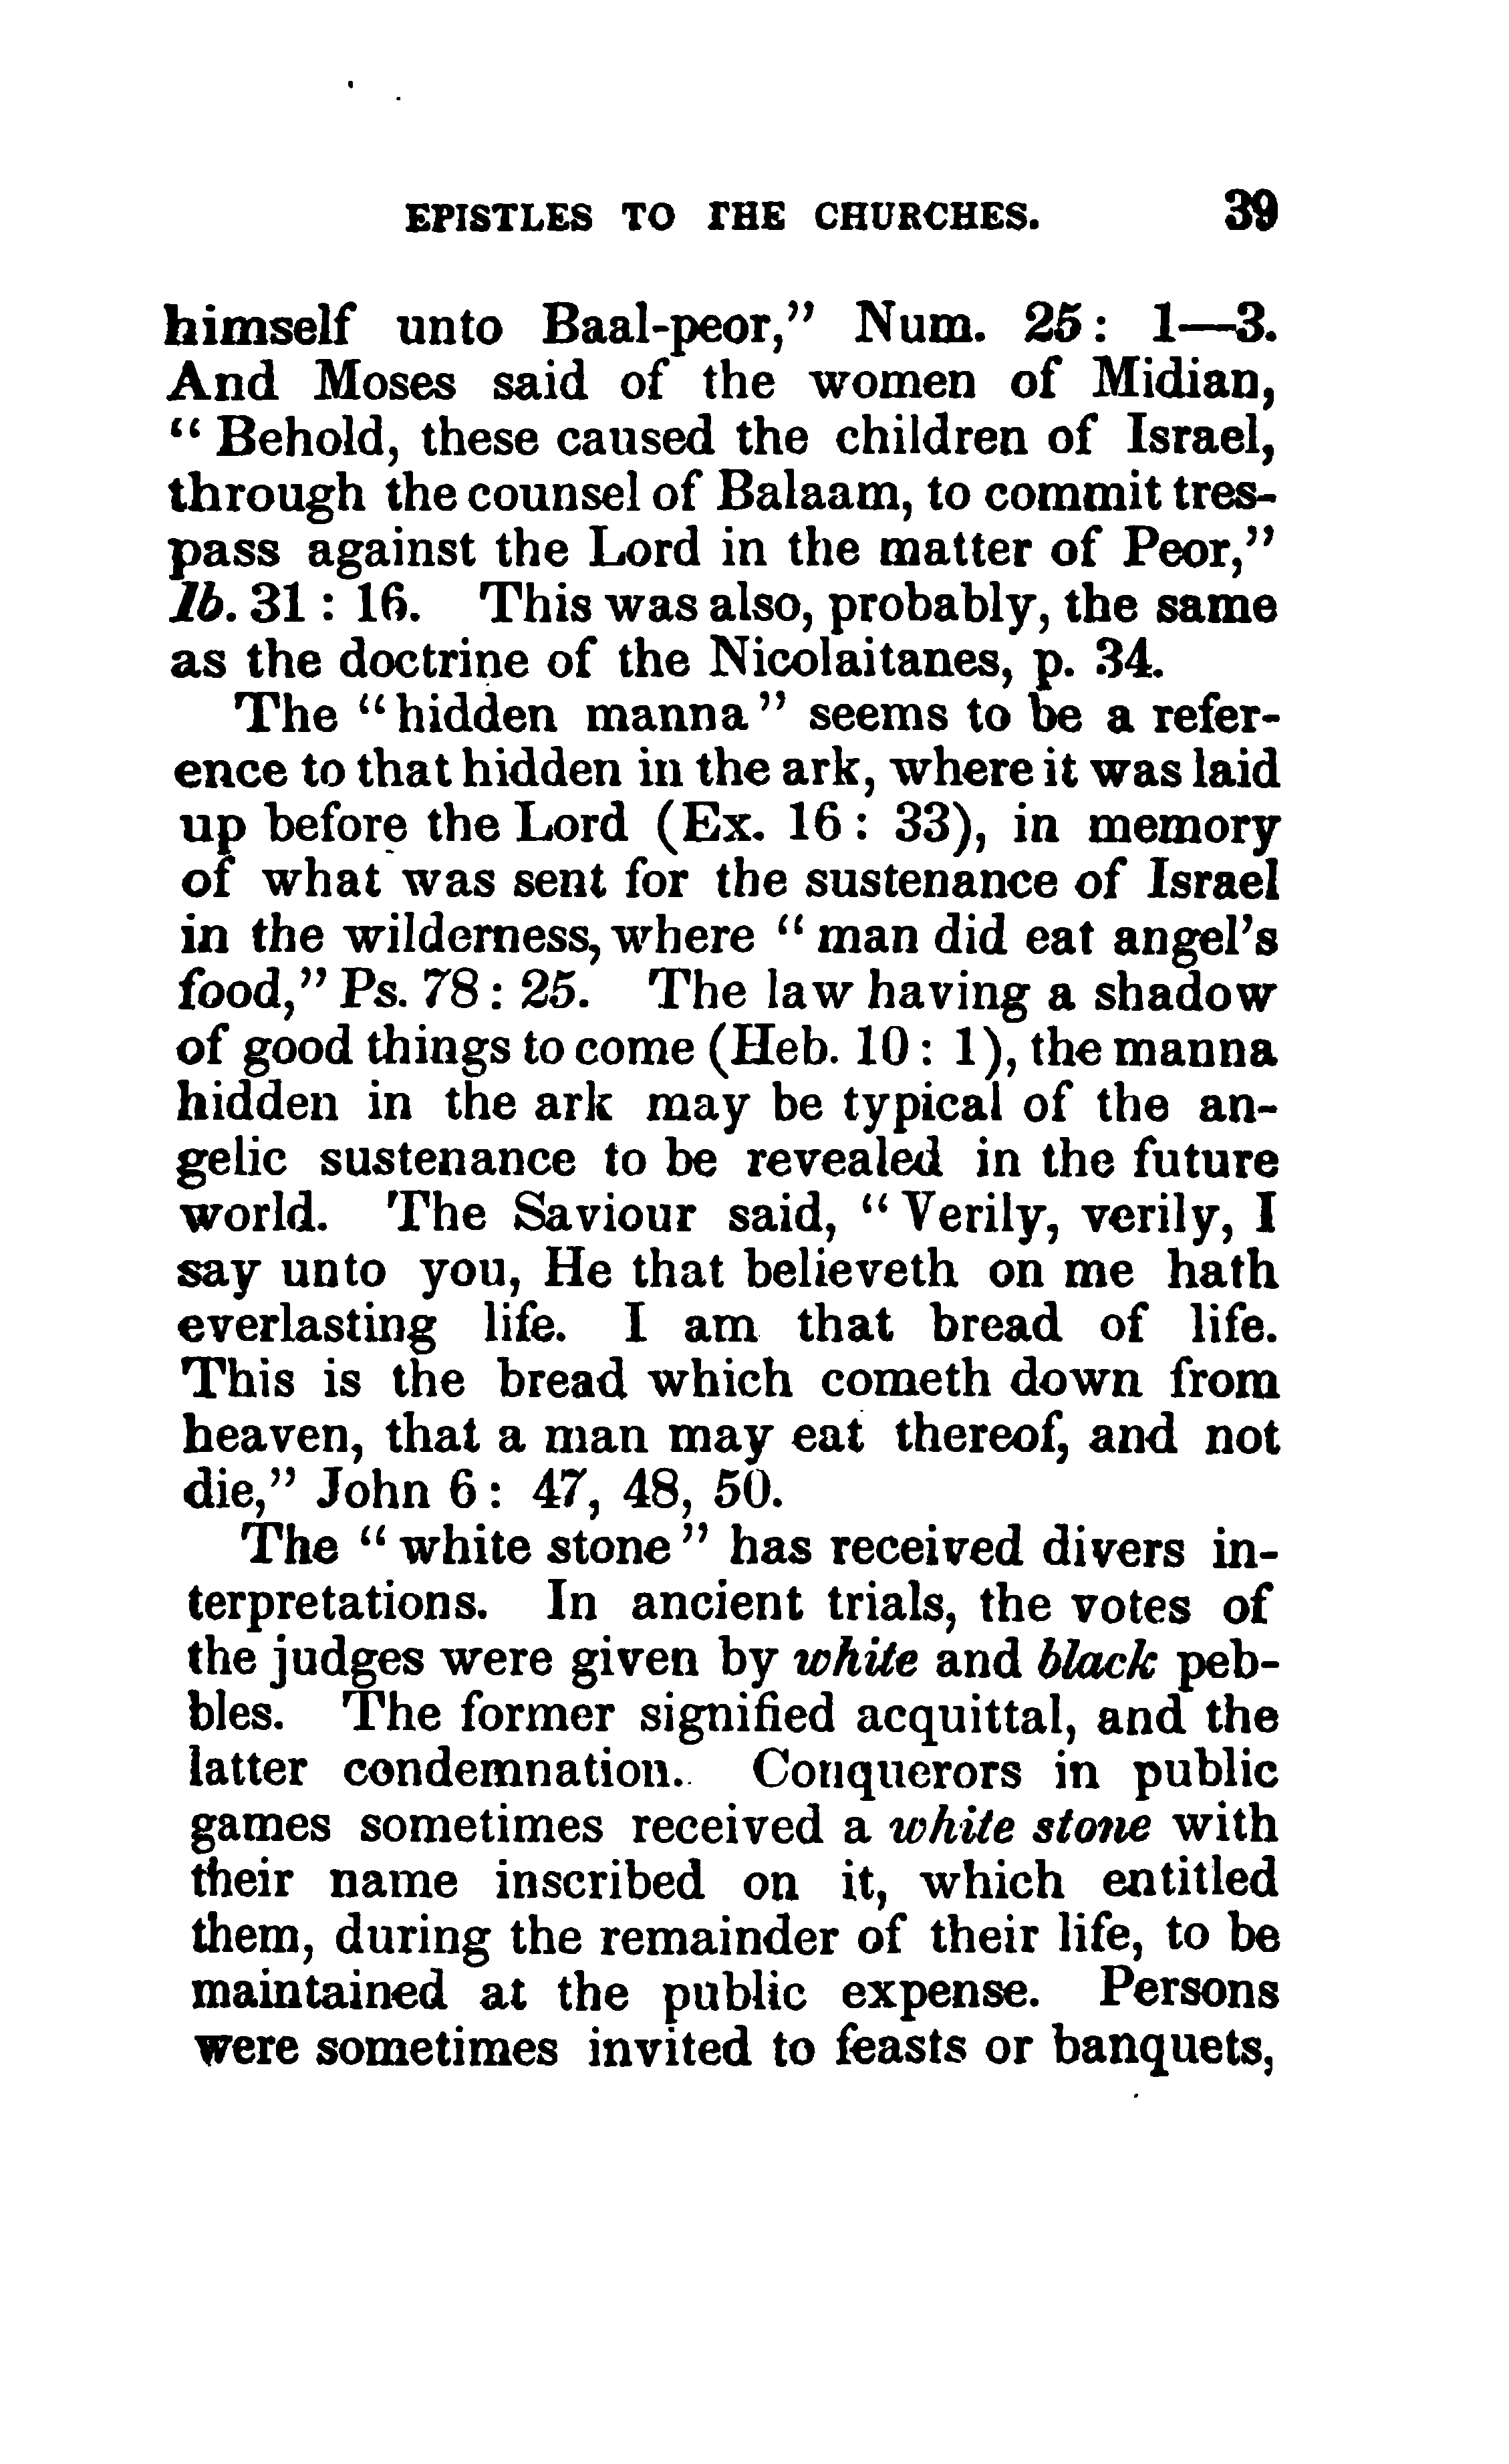 EPISTLES TO THE CHURCHES. 39
himself unto Baal-peor,” Num. 25: 1—3.
And Moses said of the women of Midian,
“Behold, these caused the children of Israel,
through the counsel of Balaam, to commit tres-
pass against the Lord in the matter of Peor,”
Ib. 31: 16. This was also, probably, the same
as the doctrine of the Nicolaitanes, p. 34.
The “hidden manna” seems to be a refer-
ence to that hidden in the ark, where it was laid
up before the Lord (Ex. 16: 33), in memory
of what was sent for the sustenance of Israel
in the wilderness, where “man did eat angel's
food,” Ps. 78: 25. The law having a shadow
of good things to come (Heb. 10: 1), the manna
hidden in the ark may be typical of the an-
gelic sustenance to be revealed in the future
world. The Saviour said, “Verily, verily, I
say unto you, He that believeth on me hath
everlasting life. I am that bread of life.
This is the bread which cometh down from
heaven, that a man may eat thereof, and not
die,” John 6: 47, 48, 50.
The “white stone” has received divers in-
terpretations. In ancient trials, the votes of
the judges were given by white and black peb-
bles. The former signified acquittal, and the
latter condemnation. Conquerors in public
games sometimes received a white stone with
their name inscribed on it, which entitled
them, during the remainder of their life, to be
maintained at the public expense. Persons
were sometimes invited to feasts or banquets,